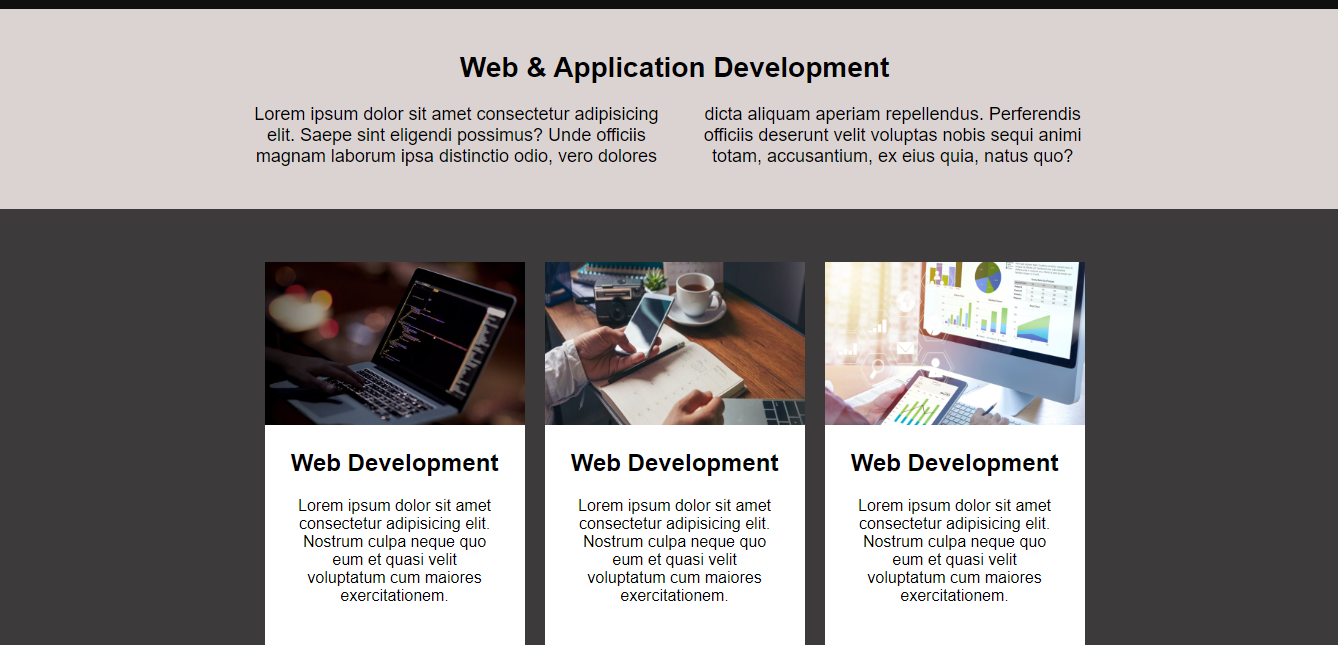 Web & Application Development
Lorem ipsum dolor sit amet consectetur adipisicing
elit. Saepe sint eligendi possimus? Unde officiis
magnam laborum ipsa distinctio odio, vero dolores
dicta aliquam aperiam repellendus. Perferendis
officiis deserunt velit voluptas nobis sequi animi
totam, accusantium, ex eius quia, natus quo?
Web Development
Lorem ipsum dolor sit amet
consectetur adipisicing elit.
Nostrum culpa neque quo
eum et quasi velit
voluptatum cum maiores
exercitationem.
Web Development
Lorem ipsum dolor sit amet
consectetur adipisicing elit.
Nostrum culpa neque quo
eum et quasi velit
voluptatum cum maiores
exercitationem.
Web Development
Lorem ipsum dolor sit amet
consectetur adipisicing elit.
Nostrum culpa neque quo
eum et quasi velit
voluptatum cum maiores
exercitationem.